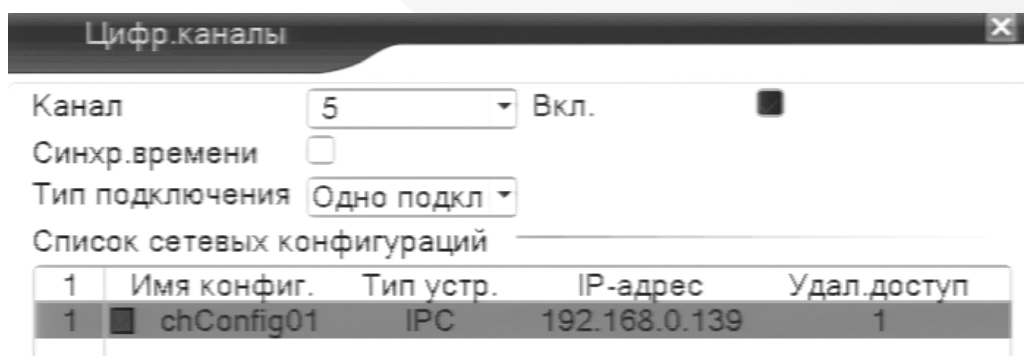 Цифр.каналы
Канал 5 Вкл.
Синхр.времени
Тип подключения Одно подкл
Список сетевых конфигураций
1 Имя конфиг. Тип устр. IP-адрес Удал.доступ
1 chConfig01 IPC 192.168.0.139 1